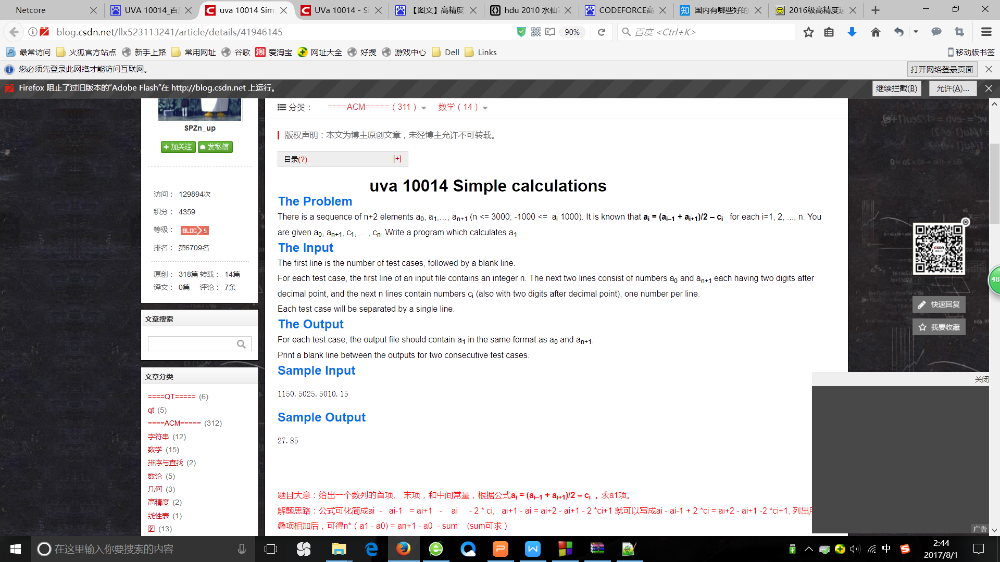 Netcore
UVA 10014_百
uva 10014 Sim
UVa 10014 - Si
【图文】高精度
hdu 2010 水仙
CODEFORCE高
国内有哪些好的
2016级高精度运
blog.csdn.net/llx523113241/article/details/41946145
90%
百度 <Ctrl+K>
最常访问
火狐官方站点
新手上路
常用网址
谷歌
爱淘宝
网址大全
好搜
游戏中心
Dell
Links
移动版书签
您必须先登录此网络才能访问互联网。
打开网络登录页面
Firefox 阻止了过旧版本的“Adobe Flash”在 http://blog.csdn.net 上运行。
继续拦截(B)
允许(A)...
SPZn_up
加关注
发私信
访问： 129894次
积分： 4359
等级： BLOG 5
排名： 第6709名
原创： 318篇 转载： 14篇
译文： 0篇 评论： 7条
文章搜索
文章分类
====QT===== (6)
qt (5)
====ACM===== (312)
字符串 (12)
数学 (15)
排序与查找 (2)
数论 (5)
几何 (3)
高精度 (2)
线性表 (1)
图 (13)
分类： ====ACM=====（311） 数学（14）
版权声明：本文为博主原创文章，未经博主允许不可转载。
目录(?) [+]
uva 10014 Simple calculations
The Problem
There is a sequence of n+2 elements a0, a1,…, an+1 (n <= 3000; -1000 <= ai 1000). It is known that ai = (ai–1 + ai+1)/2 – ci for each i=1, 2, ..., n. You
are given a0, an+1, c1, ... , cn. Write a program which calculates a1.
The Input
The first line is the number of test cases, followed by a blank line.
For each test case, the first line of an input file contains an integer n. The next two lines consist of numbers a0 and an+1 each having two digits after
decimal point, and the next n lines contain numbers ci (also with two digits after decimal point), one number per line.
Each test case will be separated by a single line.
The Output
For each test case, the output file should contain a1 in the same format as a0 and an+1.
Print a blank line between the outputs for two consecutive test cases.
Sample Input
1150.5025.5010.15
Sample Output
27.85
题目大意：给出一个数列的首项、 末项，和中间常量，根据公式ai = (ai–1 + ai+1)/2 – ci ，求a1项。
解题思路：公式可化简成ai - ai-1 = ai+1 - ai - 2 * ci, ai+1 - ai = ai+2 - ai+1 - 2 *ci+1 就可以写成ai - ai-1 + 2 *ci = ai+2 - ai+1 -2 *ci+1, 列出
叠项相加后，可得n*（a1 - a0) = an+1 - a0 - sum （sum可求）
csdn
48
快速回复
我要收藏
关闭
广告
在这里输入你要搜索的内容
中
2:44
2017/8/1